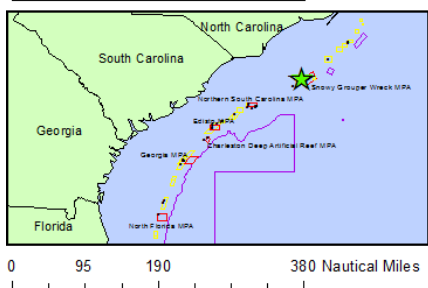 North Carolina
South Carolina
Snowy Grouper Wreck MPA
Northern South Carolina MPA
Edisto MPA
Georgia
Charleston Deep Artificial Reef MPA
Georgia MPA
Florida
North Florida MPA
0 95 190 380 Nautical Miles